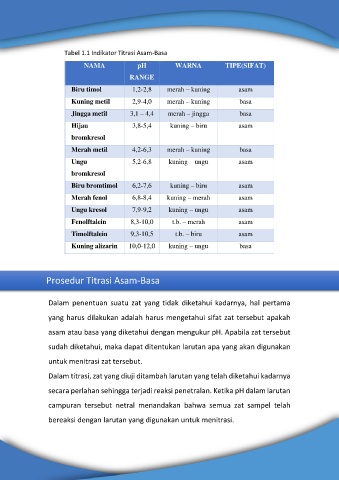 Tabel 1.1 Indikator Titrasi Asam-Basa
NAMA pH RANGE WARNA TIPE(SIFAT)
Biru timol 1,2-2,8 merah – kuning asam
Kuning metil 2,9-4,0 merah – kuning basa
Jingga metil 3,1 – 4,4 merah – jingga basa
Hijau bromkresol 3,8-5,4 kuning – biru asam
Merah metil 4,2-6,3 merah – kuning basa
Ungu bromkresol 5,2-6,8 kuning – ungu asam
Biru bromtimol 6,2-7,6 kuning – biru asam
Merah fenol 6,8-8,4 kuning – merah asam
Ungu kresol 7,9-9,2 kuning – ungu asam
Fenolftalein 8,3-10,0 t.b. – merah asam
Timolftalein 9,3-10,5 t.b. – biru asam
Kuning alizarin 10,0-12,0 kuning – ungu basa
Prosedur Titrasi Asam-Basa
Dalam penentuan suatu zat yang tidak diketahui kadarnya, hal pertama
yang harus dilakukan adalah harus mengetahui sifat zat tersebut apakah
asam atau basa yang diketahui dengan mengukur pH. Apabila zat tersebut
sudah diketahui, maka dapat ditentukan larutan apa yang akan digunakan
untuk menitrasi zat tersebut.
Dalam titrasi, zat yang diuji ditambah larutan yang telah diketahui kadarnya
secara perlahan sehingga terjadi reaksi penetralan. Ketika pH dalam larutan
campuran tersebut netral menandakan bahwa semua zat sampel telah
bereaksi dengan larutan yang digunakan untuk menitrasi.